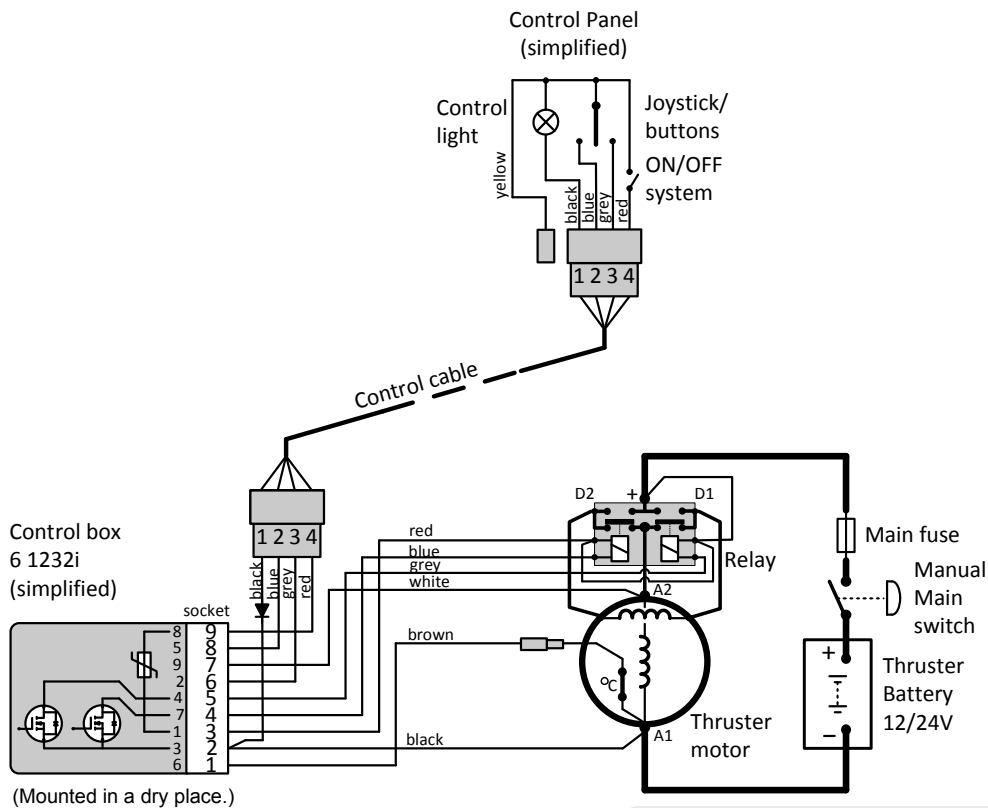 Control Panel
(simplified)
Control
light
Joystick/
buttons
ON/OFF
system
yellow
black
blue
grey
red
1 2 3 4
Control cable
1 2 3 4
black
blue
grey
red
Control box
6 1232i
(simplified)
socket
8 9
5 8
9 7
2 6
4 5
7 4
1 3
3 2
6 1
(Mounted in a dry place.)
red
blue
grey
white
brown
black
D2 + D1
Relay
A2
°C
A1
Thruster
motor
Main fuse
Manual
Main
switch
+
−
Thruster
Battery
12/24V